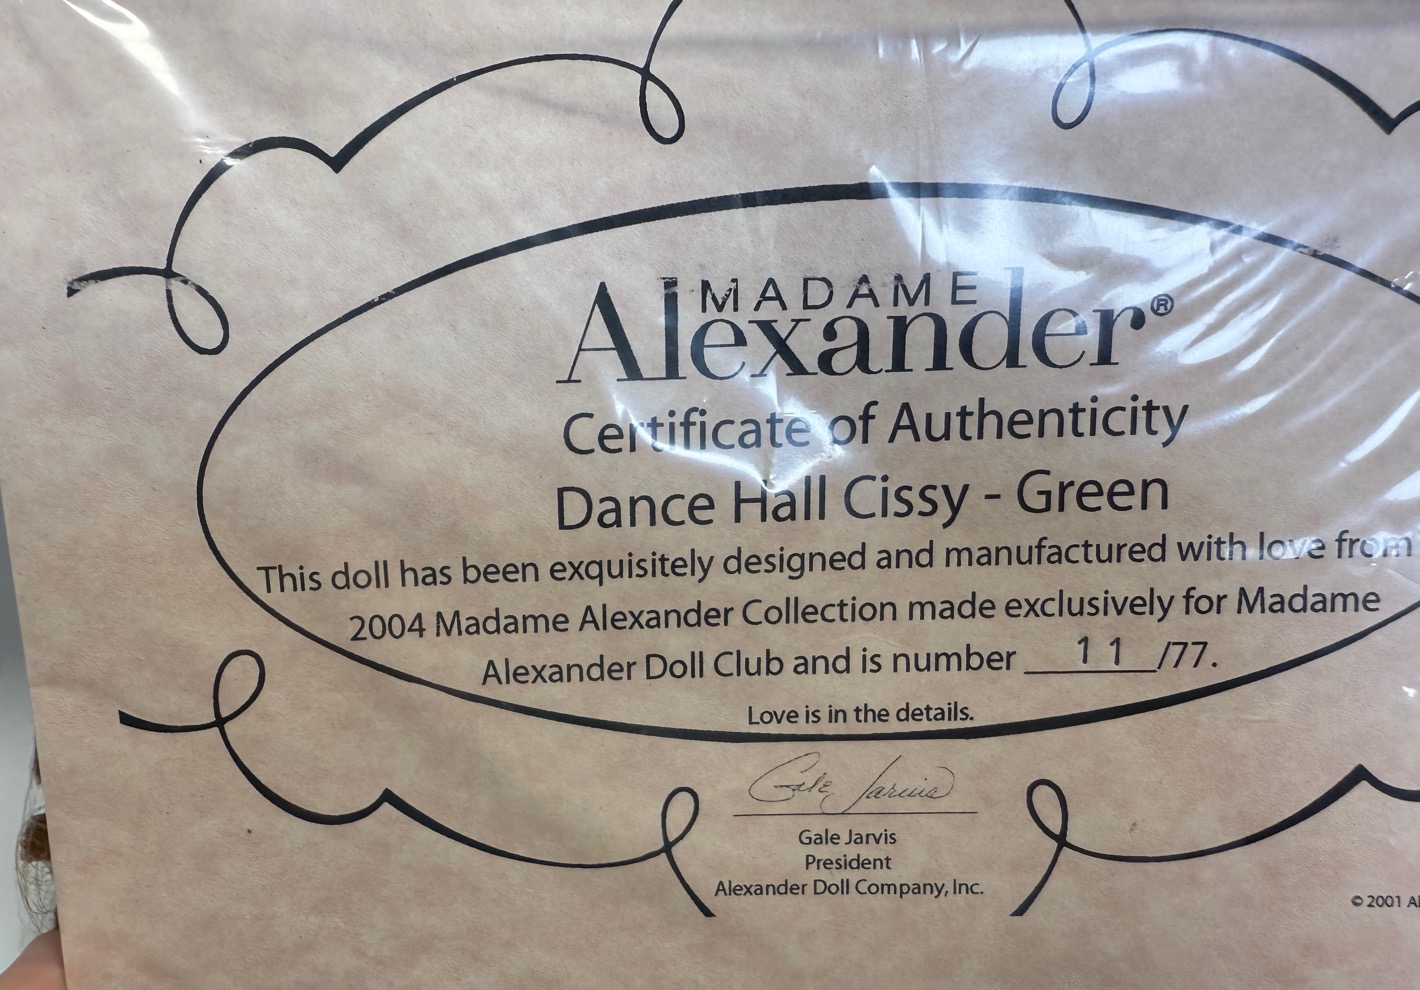 MADAME
Alexander®
Certificate of Authenticity
Dance Hall Cissy - Green
This doll has been exquisitely designed and manufactured with love from
2004 Madame Alexander Collection made exclusively for Madame
Alexander Doll Club and is number 11/77.
Love is in the details.
Gale Jarvis
Gale Jarvis
President
Alexander Doll Company, Inc.
© 2001 Al